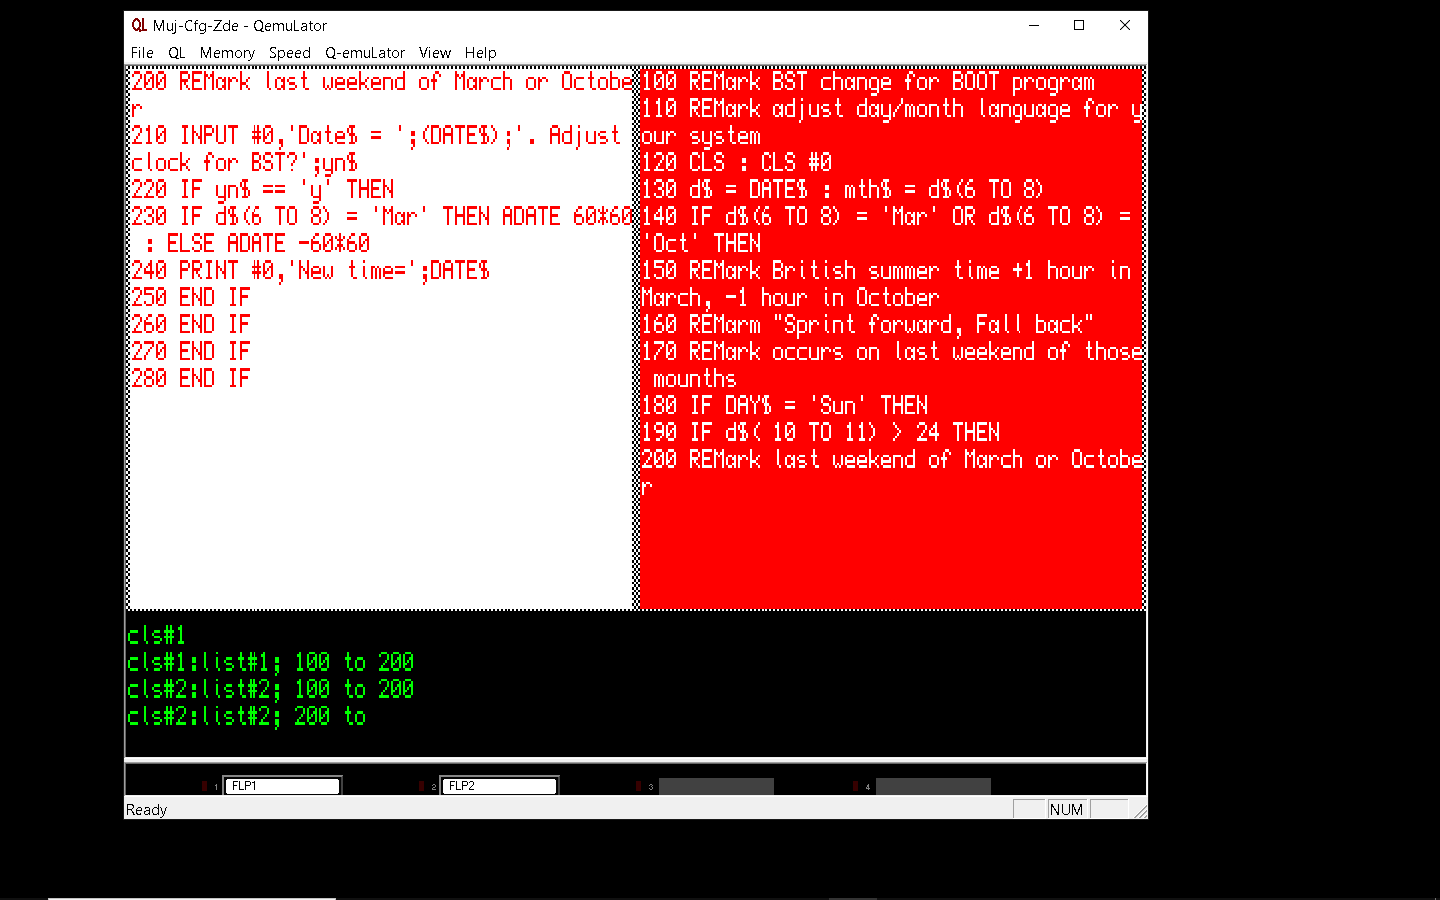 QL Muj-Cfg-Zde - QemuLator
File QL Memory Speed Q-emuLator View Help
200 REMark last weekend of March or Octobe
r
210 INPUT #0,'Date$ = ';(DATE$);'. Adjust
clock for BST?';yn$
220 IF yn$ == 'y' THEN
230 IF d$(6 TO 8) = 'Mar' THEN ADATE 60*60
: ELSE ADATE -60*60
240 PRINT #0,'New time=';DATE$
250 END IF
260 END IF
270 END IF
280 END IF
100 REMark BST change for BOOT program
110 REMark adjust day/month language for y
our system
120 CLS : CLS #0
130 d$ = DATE$ : mth$ = d$(6 TO 8)
140 IF d$(6 TO 8) = 'Mar' OR d$(6 TO 8) =
'Oct' THEN
150 REMark British summer time +1 hour in
March, -1 hour in October
160 REMarm "Sprint forward, Fall back"
170 REMark occurs on last weekend of those
mounths
180 IF DAY$ = 'Sun' THEN
190 IF d$( 10 TO 11) > 24 THEN
200 REMark last weekend of March or Octobe
r
cls#1
cls#1:list#1; 100 to 200
cls#2:list#2; 100 to 200
cls#2:list#2; 200 to
1 FLP1 2 FLP2 3 4
Ready NUM